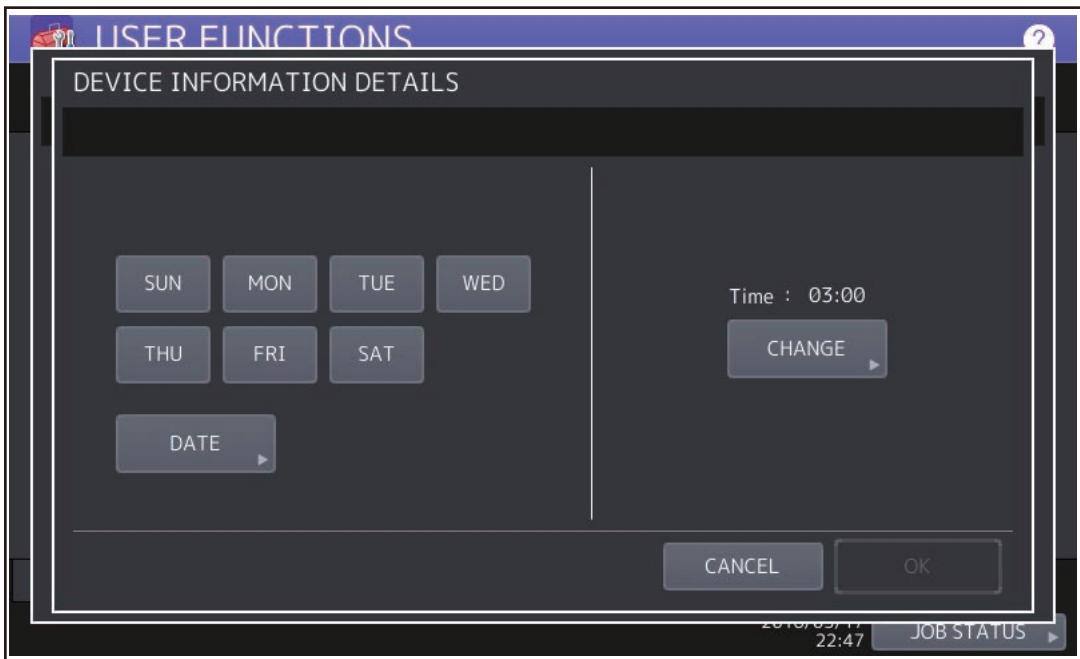 USER FUNCTIONS
?
DEVICE INFORMATION DETAILS
SUN MON TUE WED
Time : 03:00
THU FRI SAT
CHANGE
DATE
CANCEL OK
22:47
JOB STATUS